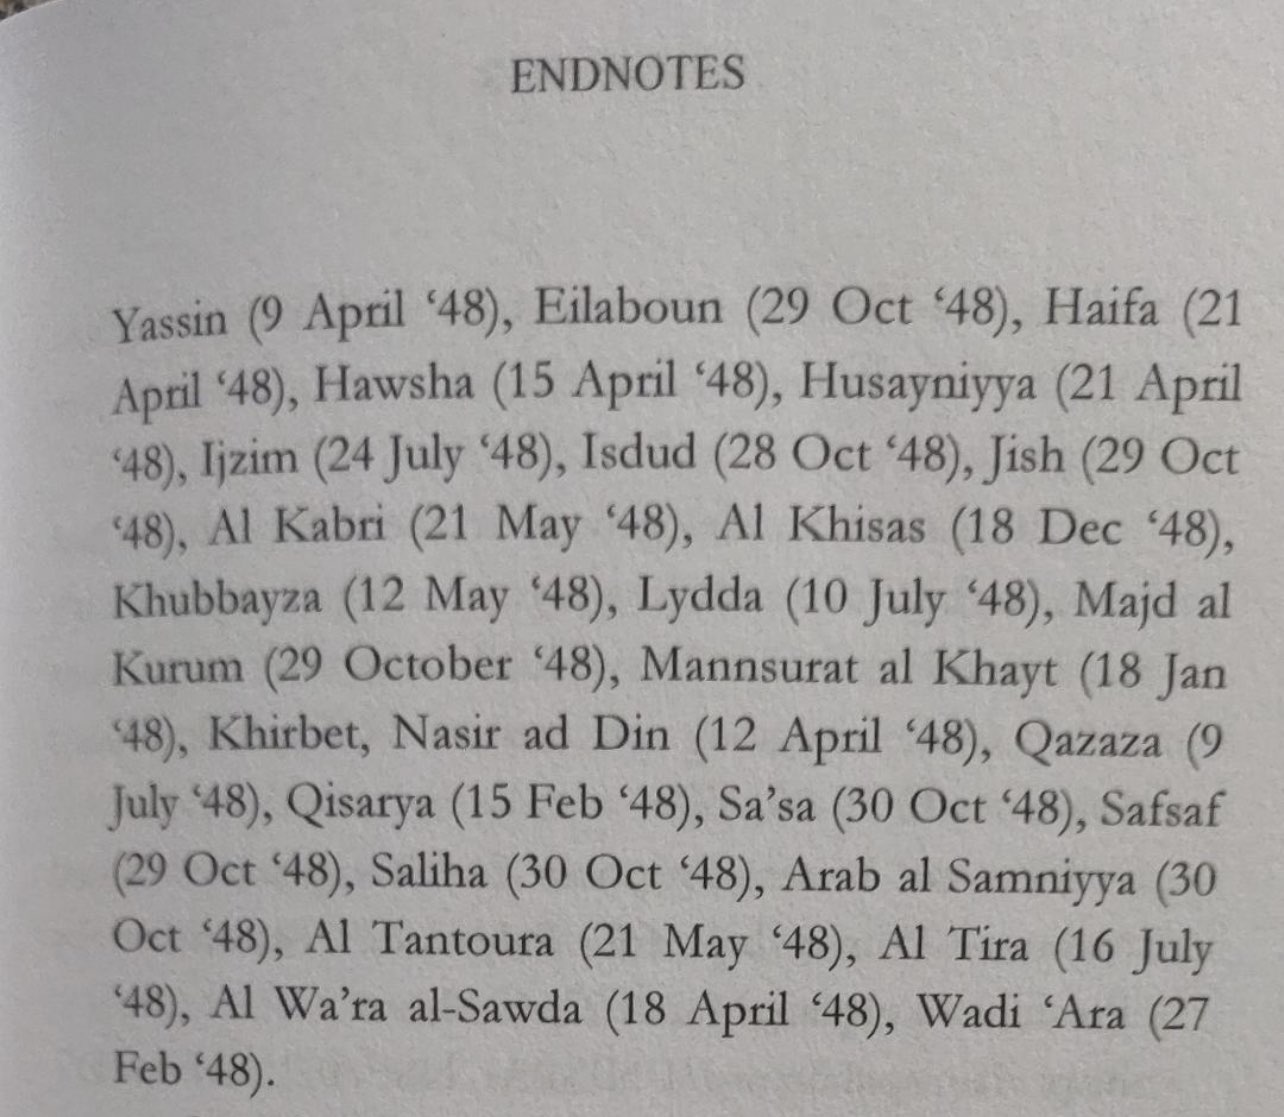 ENDNOTES
Yassin (9 April ‘48), Eilaboun (29 Oct ‘48), Haifa (21
April ‘48), Hawsha (15 April ‘48), Husayniyya (21 April
‘48), Ijzim (24 July ‘48), Isdud (28 Oct ‘48), Jish (29 Oct
‘48), Al Kabri (21 May ‘48), Al Khisas (18 Dec ‘48),
Khubbayza (12 May ‘48), Lydda (10 July ‘48), Majd al
Kurum (29 October ‘48), Mannsurat al Khayt (18 Jan
‘48), Khirbet, Nasir ad Din (12 April ‘48), Qazaza (9
July ‘48), Qisarya (15 Feb ‘48), Sa’sa (30 Oct ‘48), Safsaf
(29 Oct ‘48), Saliha (30 Oct ‘48), Arab al Samniyya (30
Oct ‘48), Al Tantoura (21 May ‘48), Al Tira (16 July
‘48), Al Wa’ra al-Sawda (18 April ‘48), Wadi ‘Ara (27
Feb ‘48).